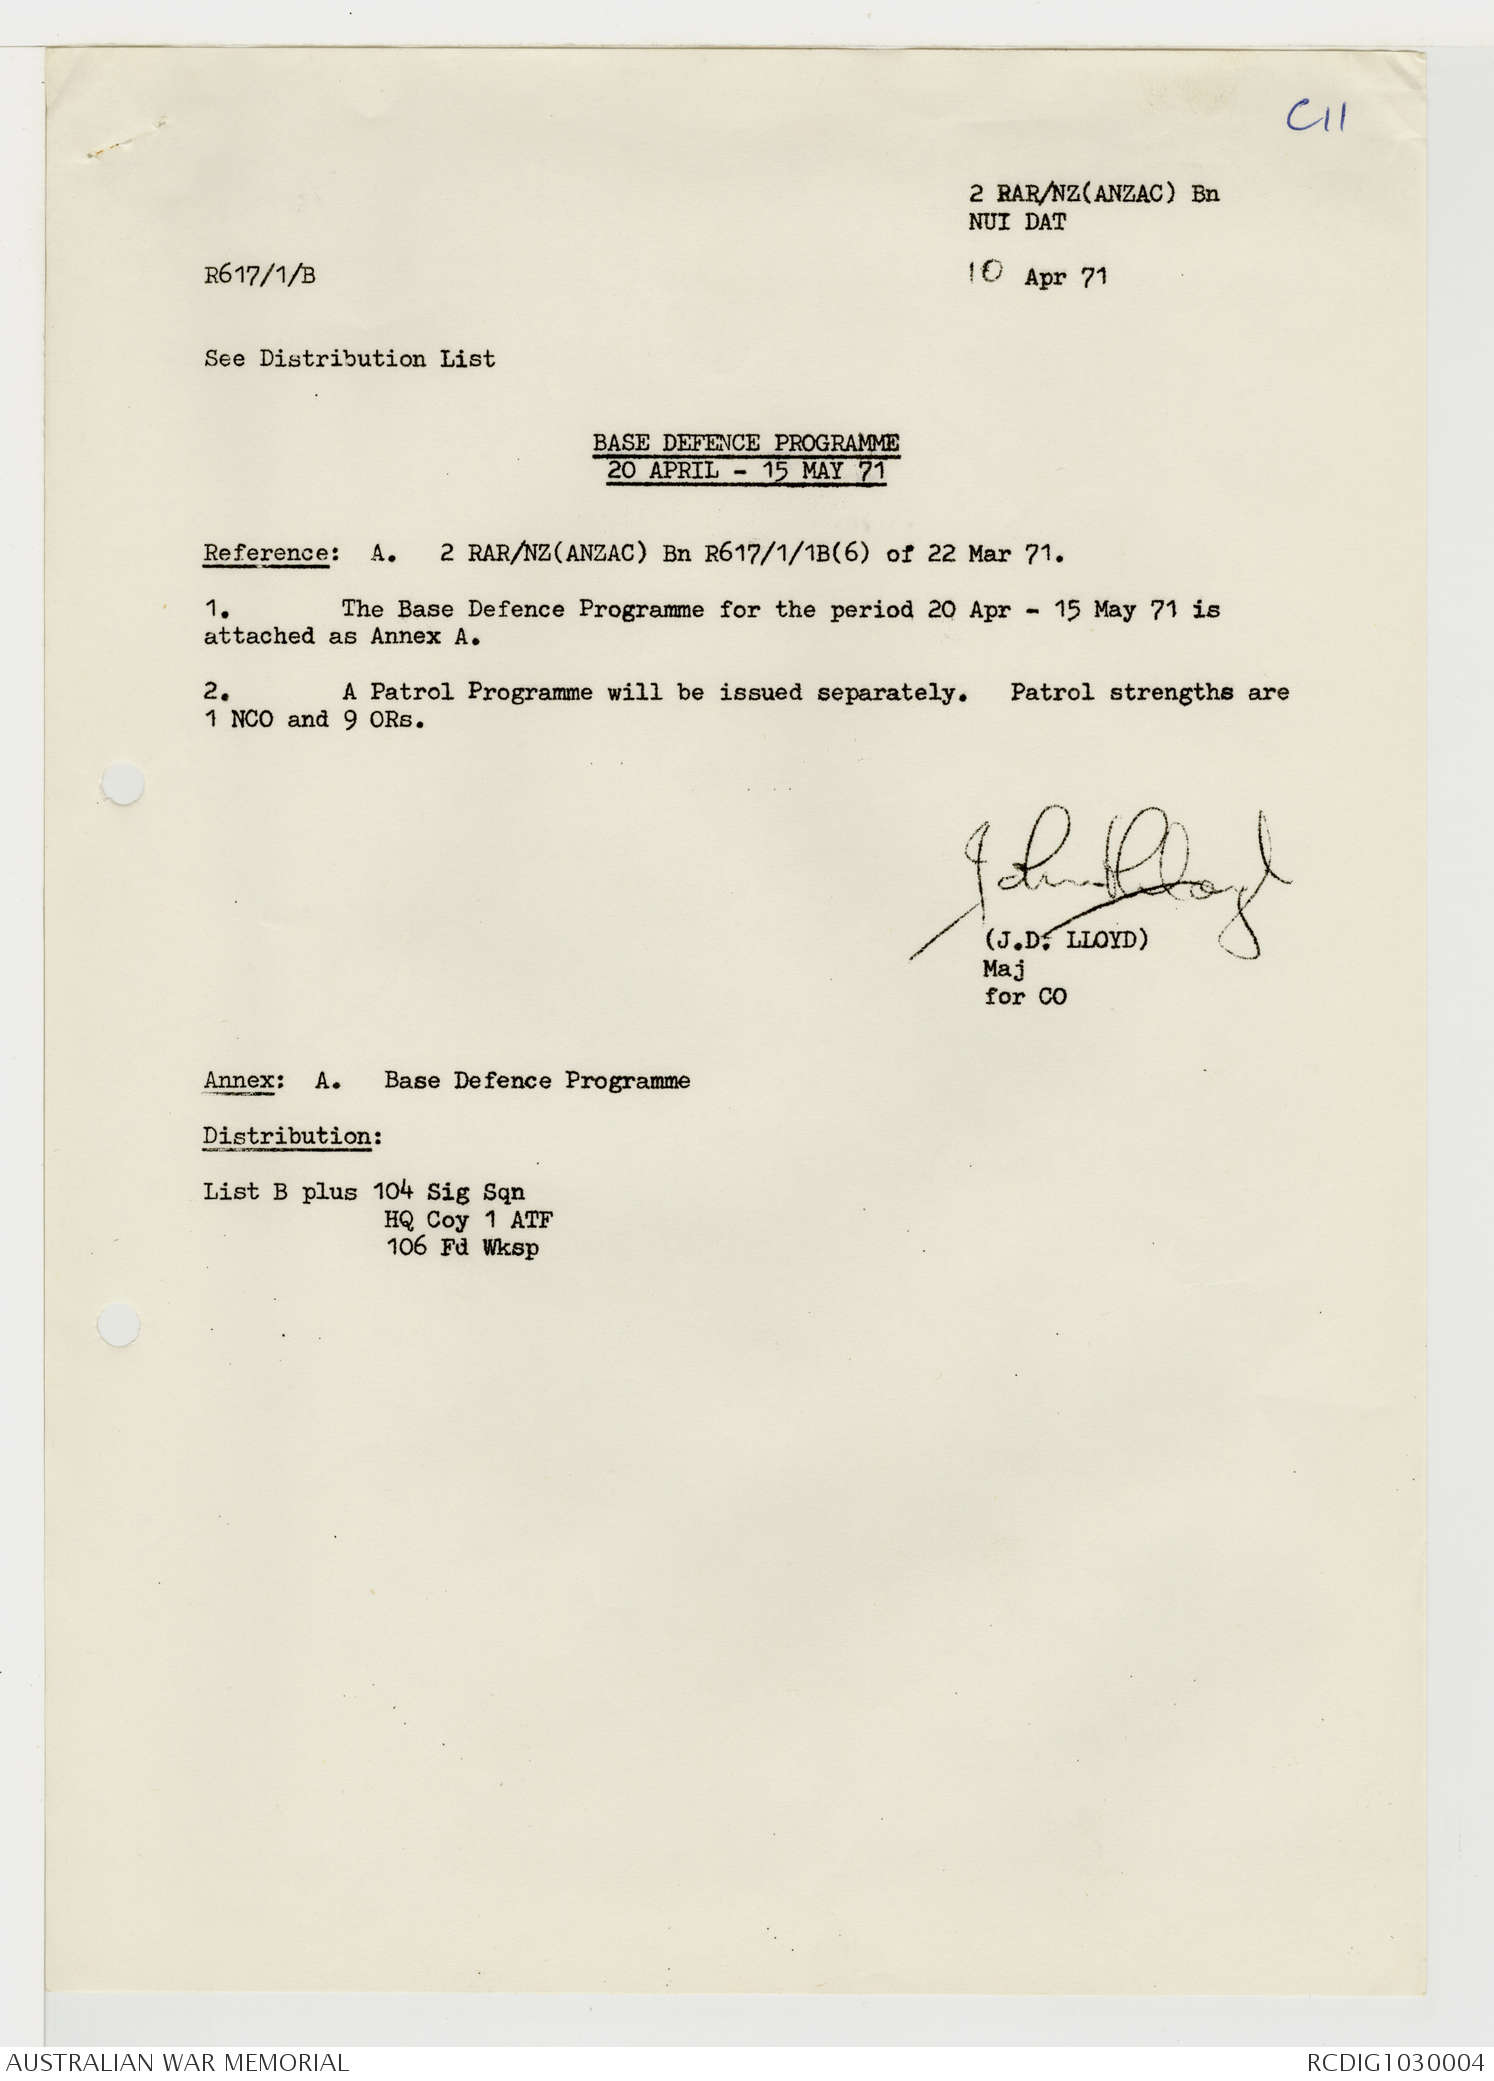 C11
2 RAR/NZ(ANZAC) Bn
NUI DAT
R617/1/B
10 Apr 71
See Distribution List
BASE DEFENCE PROGRAMME
20 APRIL - 15 MAY 71
Reference: A. 2 RAR/NZ(ANZAC) Bn R617/1/1B(6) of 22 Mar 71.
1. The Base Defence Programme for the period 20 Apr - 15 May 71 is
attached as Annex A.
2. A Patrol Programme will be issued separately. Patrol strengths are
1 NCO and 9 ORs.
John D Lloyd
(J.D. LLOYD)
Maj
for CO
Annex: A. Base Defence Programme
Distribution:
List B plus 104 Sig Sqn
HQ Coy 1 ATF
106 Fd Wksp
AUSTRALIAN WAR MEMORIAL
RCDIG1030004